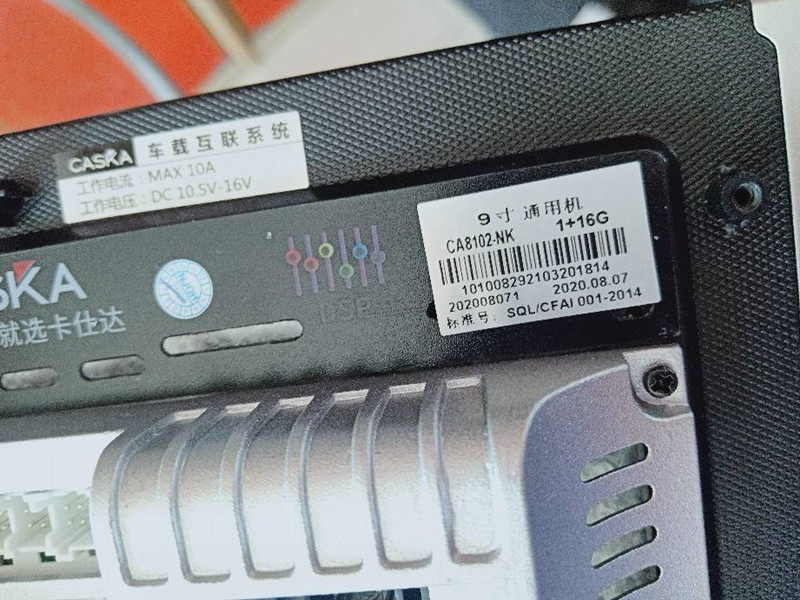 CASKA 车载互联系统
工作电流：MAX 10A
工作电压：DC 10.5V-16V
9寸通用机
CA8102-NK 1+16G
101008292103201814
202008071 2020.08.07
标准号：SQL/CFAI 001-2014
SKA
就选卡仕达